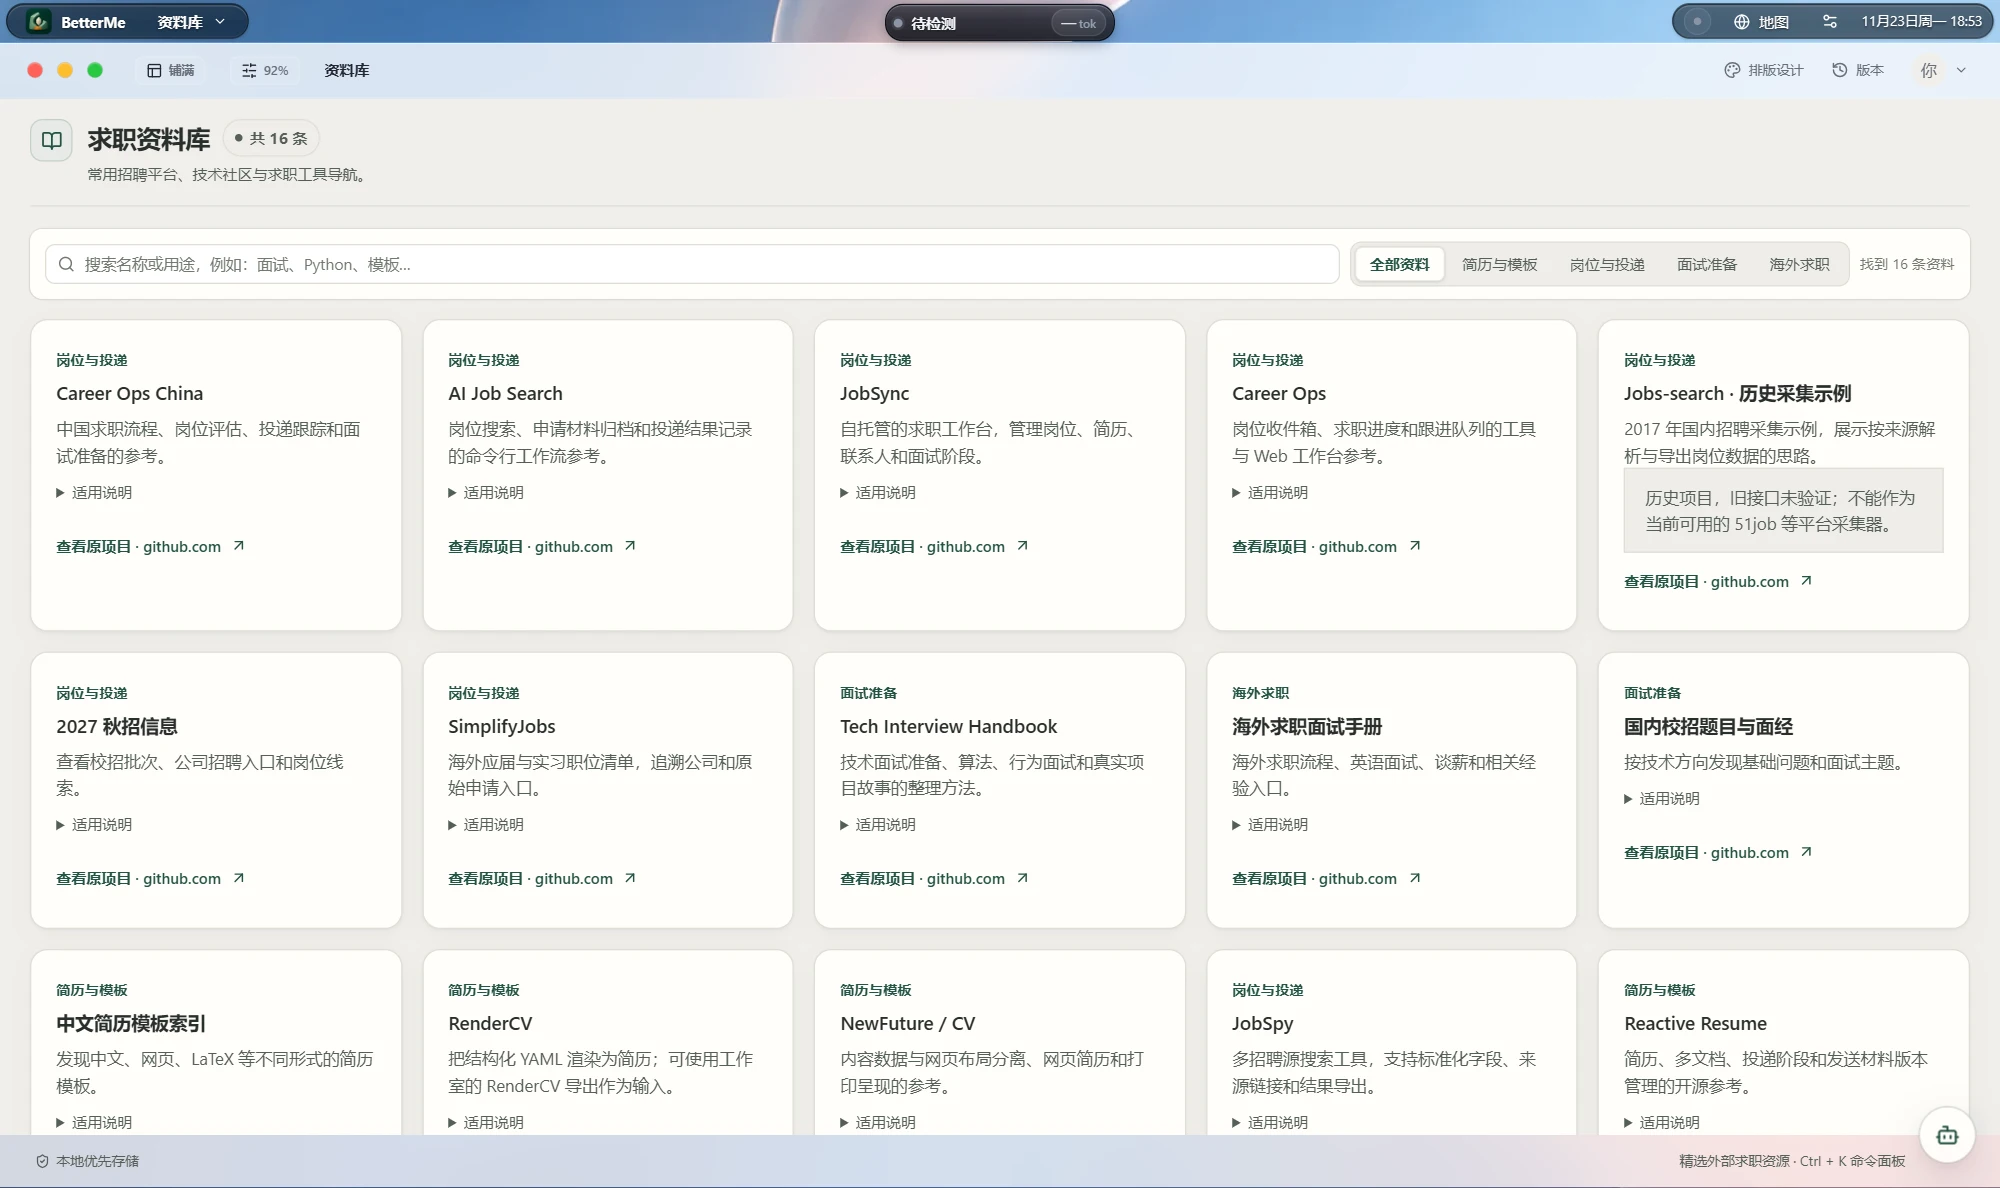 BetterMe 资料库
待检测 — tok
地图 11月23日周一 18:53
铺满 92% 资料库
排版设计 版本 你
求职资料库 共 16 条
常用招聘平台、技术社区与求职工具导航。
搜索名称或用途，例如：面试、Python、模板...
全部资料 简历与模板 岗位与投递 面试准备 海外求职 找到 16 条资料
岗位与投递
Career Ops China
中国求职流程、岗位评估、投递跟踪和面
试准备的参考。
适用说明
查看原项目 · github.com
岗位与投递
AI Job Search
岗位搜索、申请材料归档和投递结果记录
的命令行工作流参考。
适用说明
查看原项目 · github.com
岗位与投递
JobSync
自托管的求职工作台，管理岗位、简历、
联系人和面试阶段。
适用说明
查看原项目 · github.com
岗位与投递
Career Ops
岗位收件箱、求职进度和跟进队列的工具
与 Web 工作台参考。
适用说明
查看原项目 · github.com
岗位与投递
Jobs-search · 历史采集示例
2017 年国内招聘采集示例，展示按来源解
析与导出岗位数据的思路。
历史项目，旧接口未验证；不能作为
当前可用的 51job 等平台采集器。
查看原项目 · github.com
岗位与投递
2027 秋招信息
查看校招批次、公司招聘入口和岗位线
索。
适用说明
查看原项目 · github.com
岗位与投递
SimplifyJobs
海外应届与实习职位清单，追溯公司和原
始申请入口。
适用说明
查看原项目 · github.com
面试准备
Tech Interview Handbook
技术面试准备、算法、行为面试和真实项
目故事的整理方法。
适用说明
查看原项目 · github.com
海外求职
海外求职面试手册
海外求职流程、英语面试、谈薪和相关经
验入口。
适用说明
查看原项目 · github.com
面试准备
国内校招题目与面经
按技术方向发现基础问题和面试主题。
适用说明
查看原项目 · github.com
简历与模板
中文简历模板索引
发现中文、网页、LaTeX 等不同形式的简历
模板。
适用说明
简历与模板
RenderCV
把结构化 YAML 渲染为简历；可使用工作
室的 RenderCV 导出作为输入。
适用说明
简历与模板
NewFuture / CV
内容数据与网页布局分离、网页简历和打
印呈现的参考。
适用说明
岗位与投递
JobSpy
多招聘源搜索工具，支持标准化字段、来
源链接和结果导出。
适用说明
简历与模板
Reactive Resume
简历、多文档、投递阶段和发送材料版本
管理的开源参考。
适用说明
本地优先存储
精选外部求职资源 · Ctrl + K 命令面板